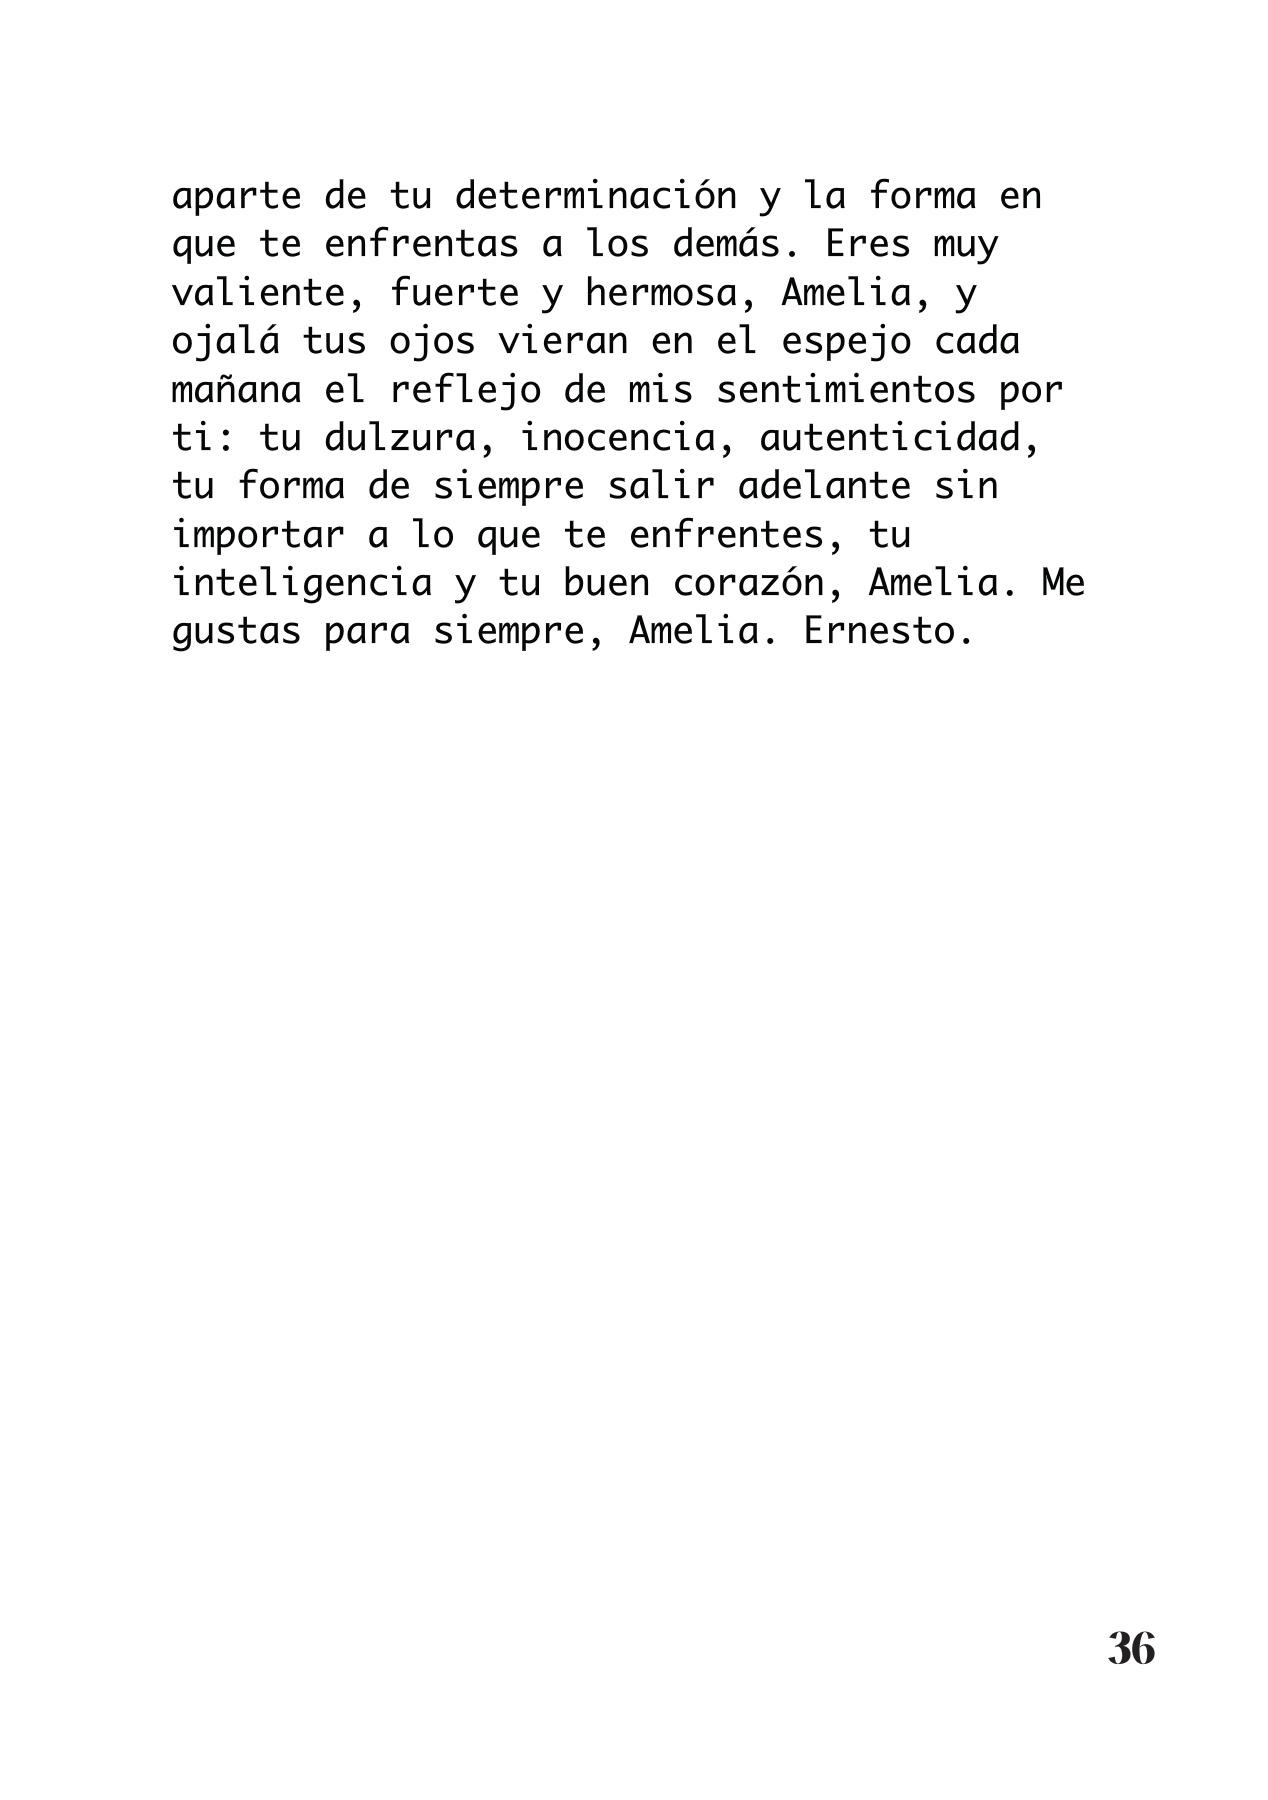 aparte de tu determinación y la forma en
que te enfrentas a los demás. Eres muy
valiente, fuerte y hermosa, Amelia, y
ojalá tus ojos vieran en el espejo cada
mañana el reflejo de mis sentimientos por
ti: tu dulzura, inocencia, autenticidad,
tu forma de siempre salir adelante sin
importar a lo que te enfrentes, tu
inteligencia y tu buen corazón, Amelia. Me
gustas para siempre, Amelia. Ernesto.
36